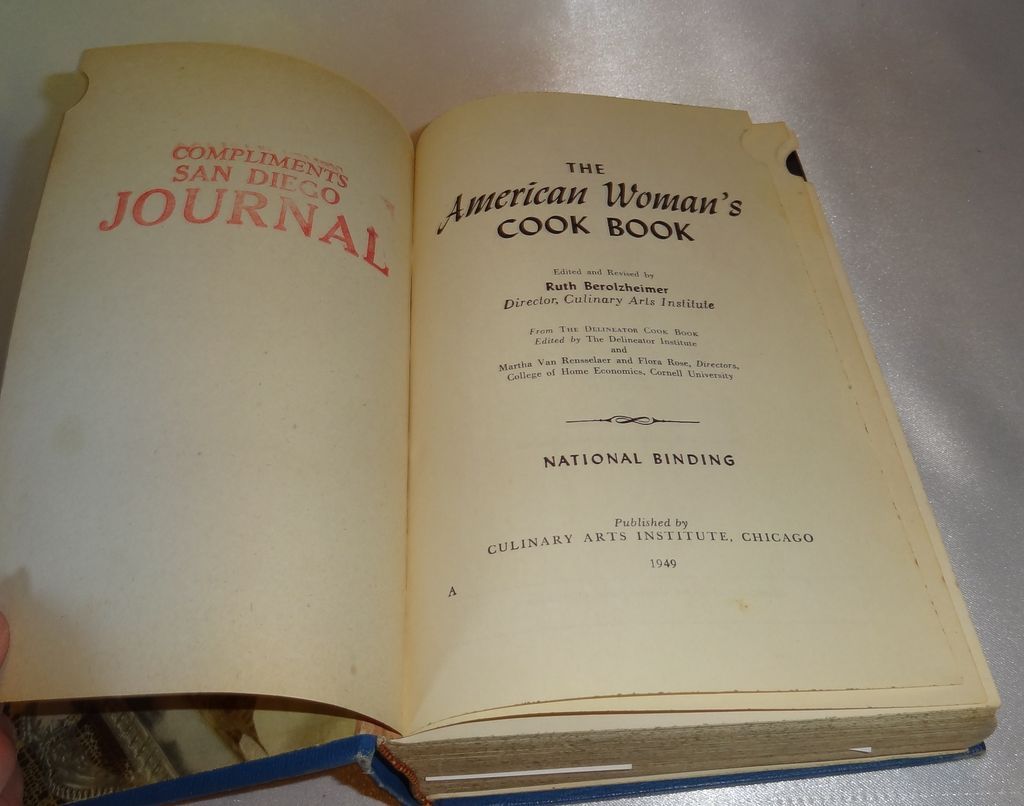 COMPLIMENTS
SAN DIEGO
JOURNAL
THE
American Woman's
COOK BOOK
Edited and Revised by
Ruth Berolzheimer
Director, Culinary Arts Institute
From THE DELINEATOR COOK BOOK
Edited by The Delineator Institute
and
Martha Van Rensselaer and Flora Rose, Directors,
College of Home Economics, Cornell University
NATIONAL BINDING
Published by
CULINARY ARTS INSTITUTE, CHICAGO
1949
A